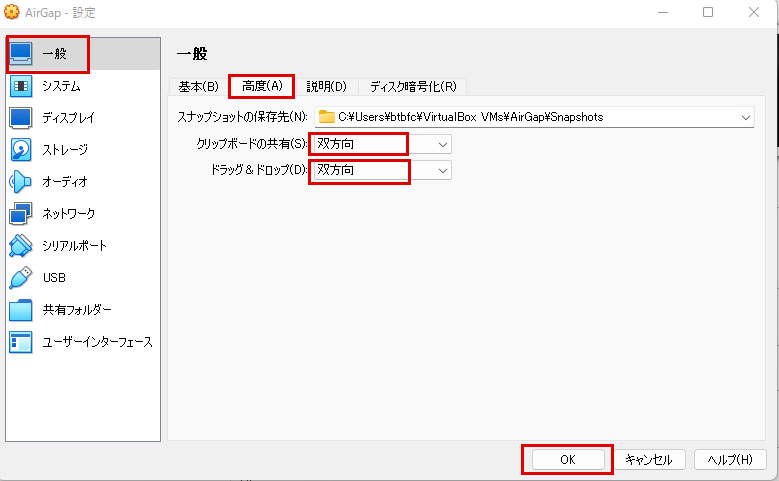 AirGap - 設定
一般
システム
ディスプレイ
ストレージ
オーディオ
ネットワーク
シリアルポート
USB
共有フォルダー
ユーザーインターフェース
一般
基本(B) 高度(A) 説明(D) ディスク暗号化(R)
スナップショットの保存先(N): C:¥Users¥btbfc¥VirtualBox VMs¥AirGap¥Snapshots
クリップボードの共有(S): 双方向
ドラッグ＆ドロップ(D): 双方向
OK キャンセル ヘルプ(H)